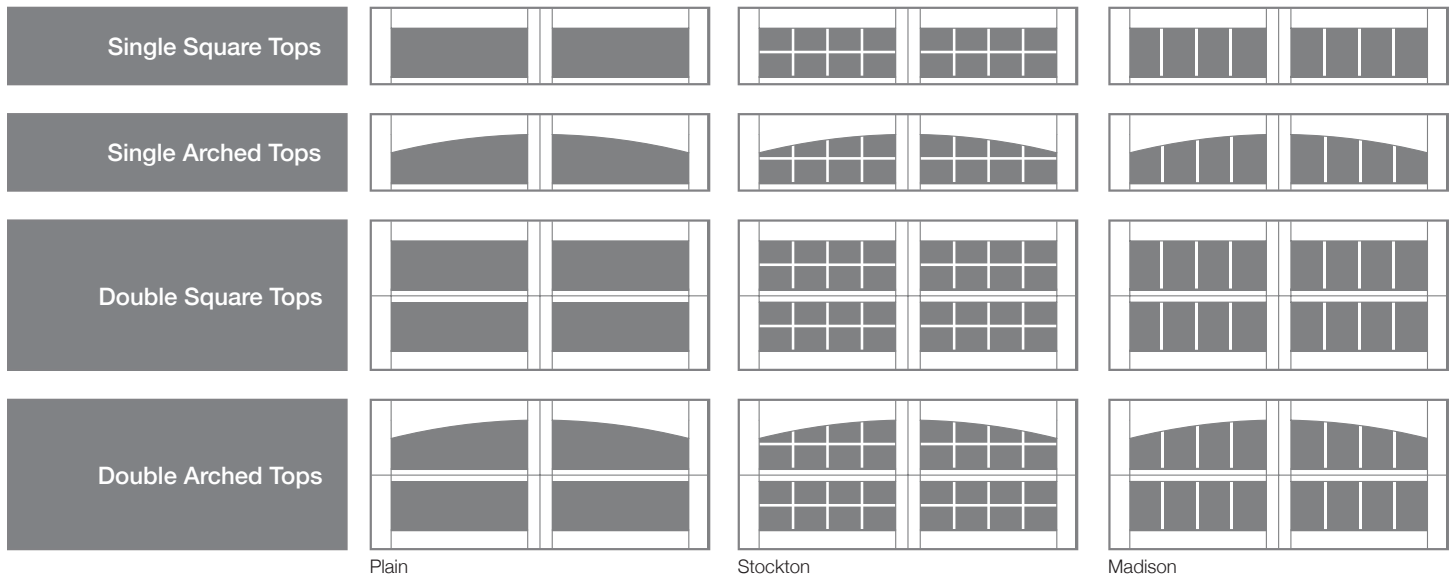 Single Square Tops
Single Arched Tops
Double Square Tops
Double Arched Tops
Plain
Stockton
Madison